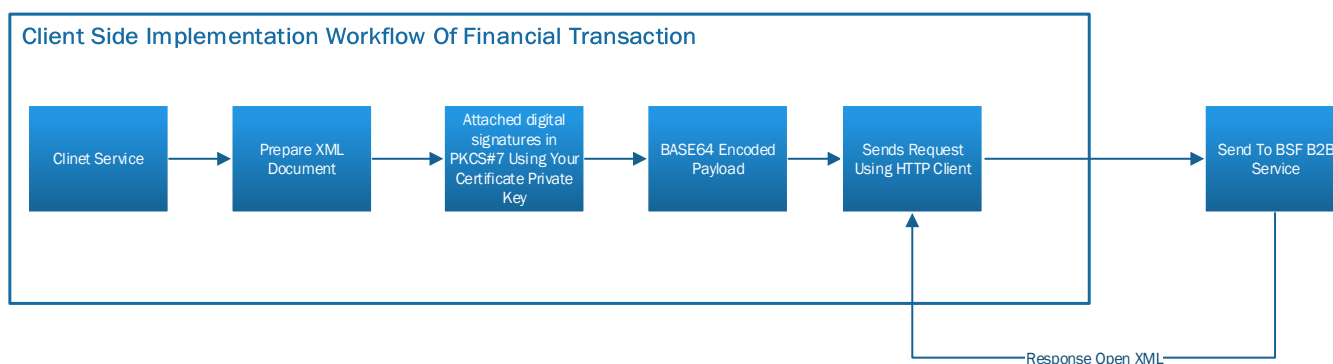 Client Side Implementation Workflow Of Financial Transaction
Clinet Service
Prepare XML
Document
Attached digital
signatures in
PKCS#7 Using Your
Certificate Private
Key
BASE64 Encoded
Payload
Sends Request
Using HTTP Client
Send To BSF B2B
Service
Response Open XML